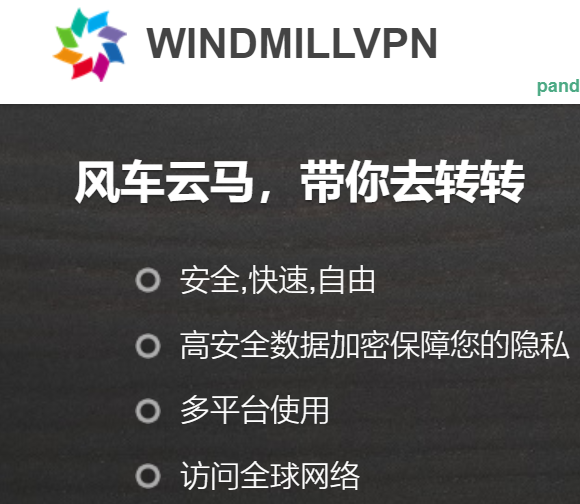 WINDMILLVPN
pand
风车云马，带你去转转
安全,快速,自由
高安全数据加密保障您的隐私
多平台使用
访问全球网络